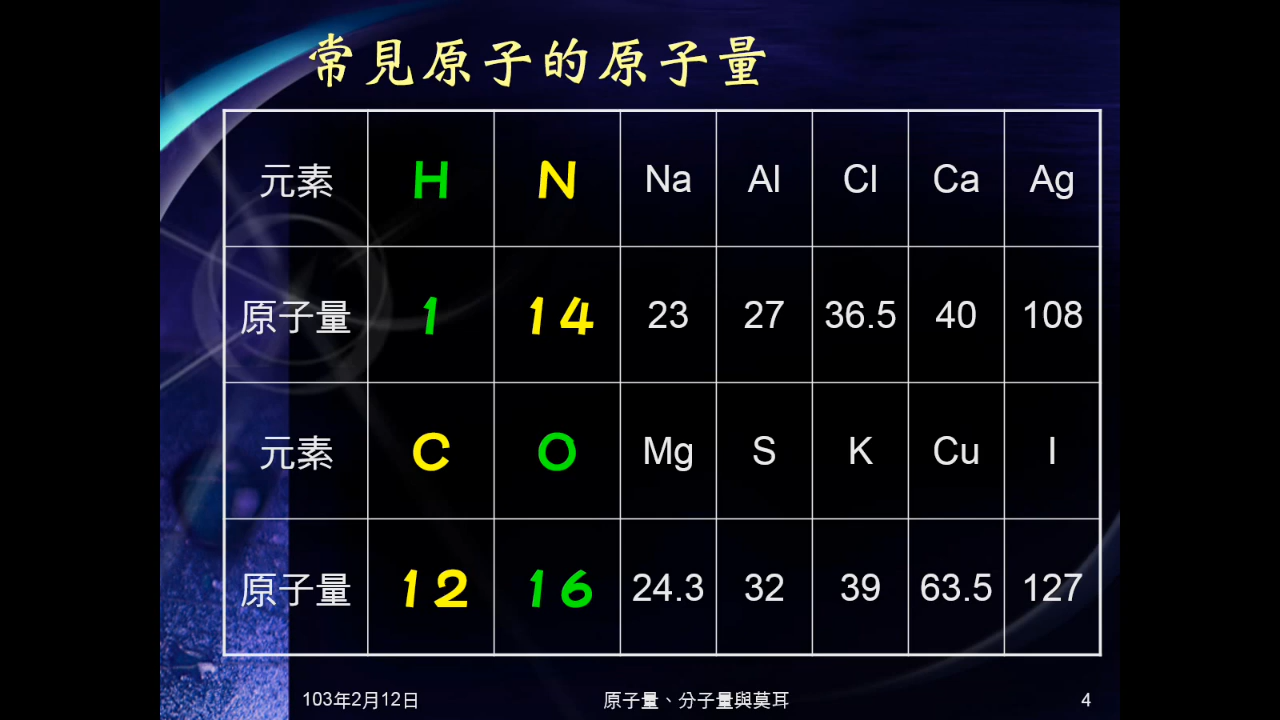 常見原子的原子量
元素 H N Na Al Cl Ca Ag
原子量 1 14 23 27 36.5 40 108
元素 C O Mg S K Cu I
原子量 12 16 24.3 32 39 63.5 127
103年2月12日 原子量、分子量與莫耳 4